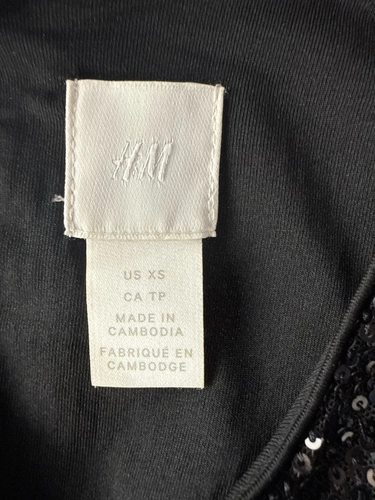 H&M
US XS
CA TP
MADE IN
CAMBODIA
FABRIQUÉ EN
CAMBODGE